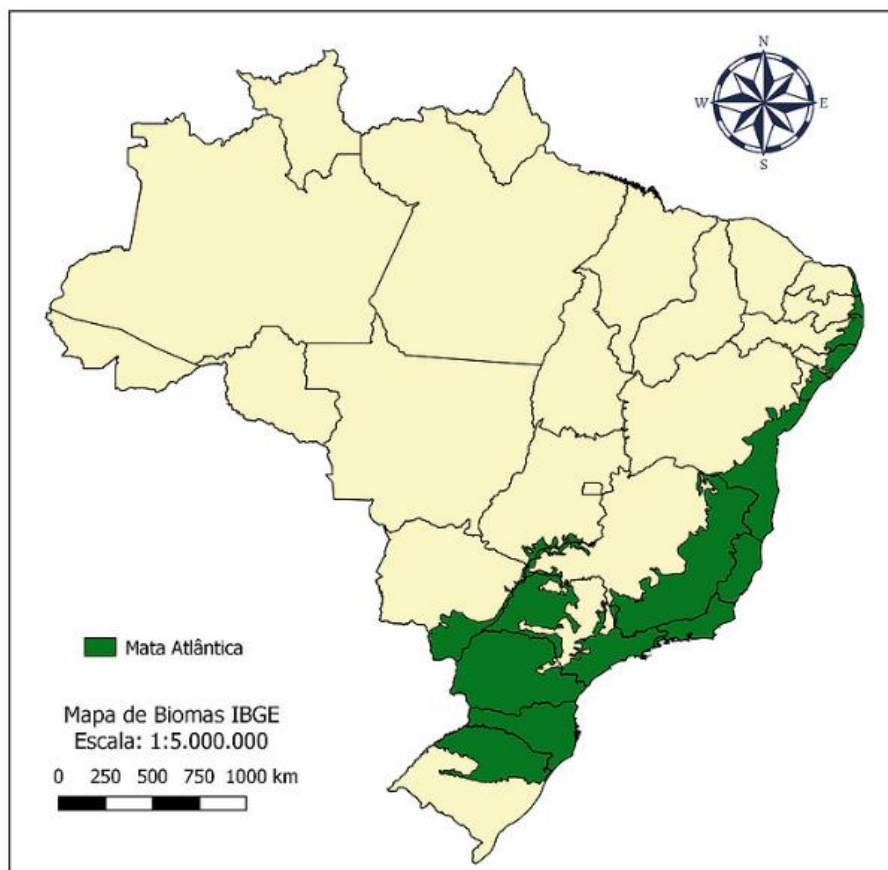 N
W E
S
Mata Atlântica
Mapa de Biomas IBGE
Escala: 1:5.000.000
0 250 500 750 1000 km